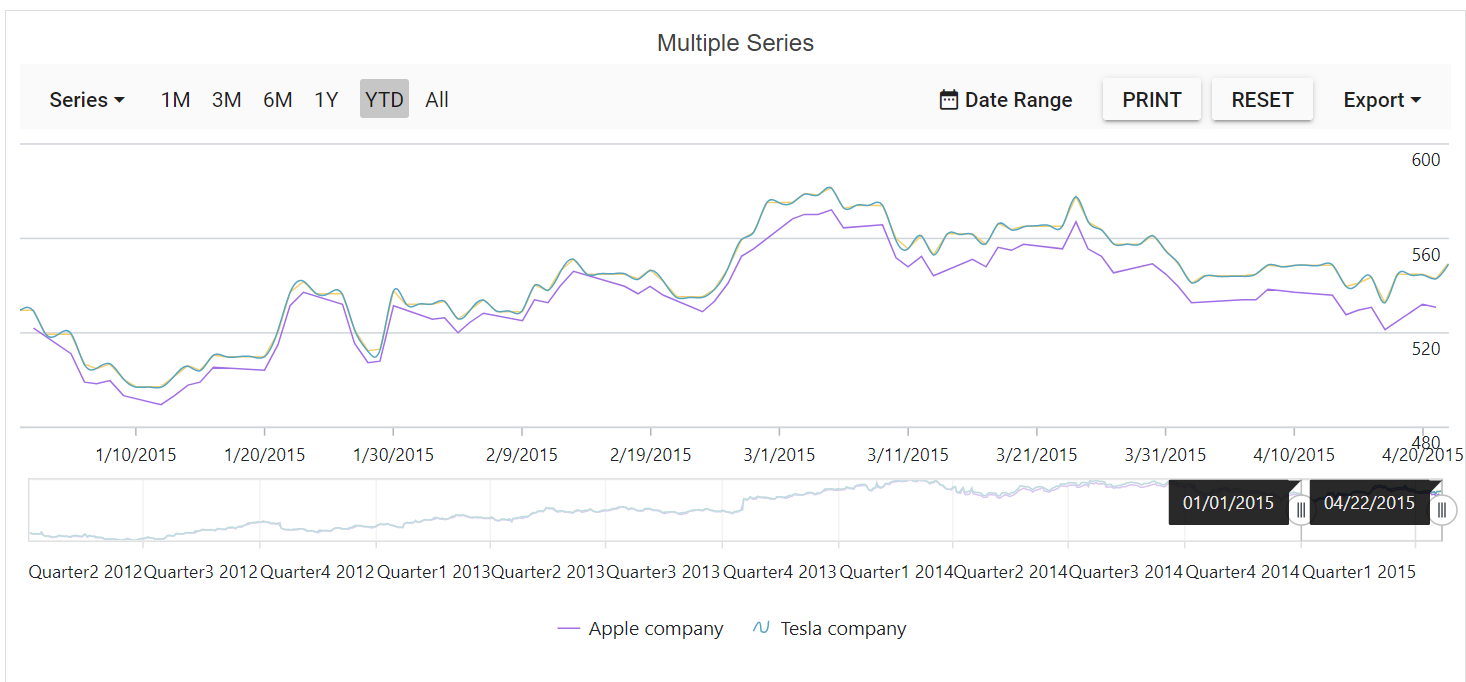 Multiple Series
Series 1M 3M 6M 1Y YTD All Date Range PRINT RESET Export
600
560
520
480
1/10/2015 1/20/2015 1/30/2015 2/9/2015 2/19/2015 3/1/2015 3/11/2015 3/21/2015 3/31/2015 4/10/2015 4/20/2015
01/01/2015 04/22/2015
Quarter2 2012 Quarter3 2012 Quarter4 2012 Quarter1 2013 Quarter2 2013 Quarter3 2013 Quarter4 2013 Quarter1 2014 Quarter2 2014 Quarter3 2014 Quarter4 2014 Quarter1 2015
Apple company Tesla company